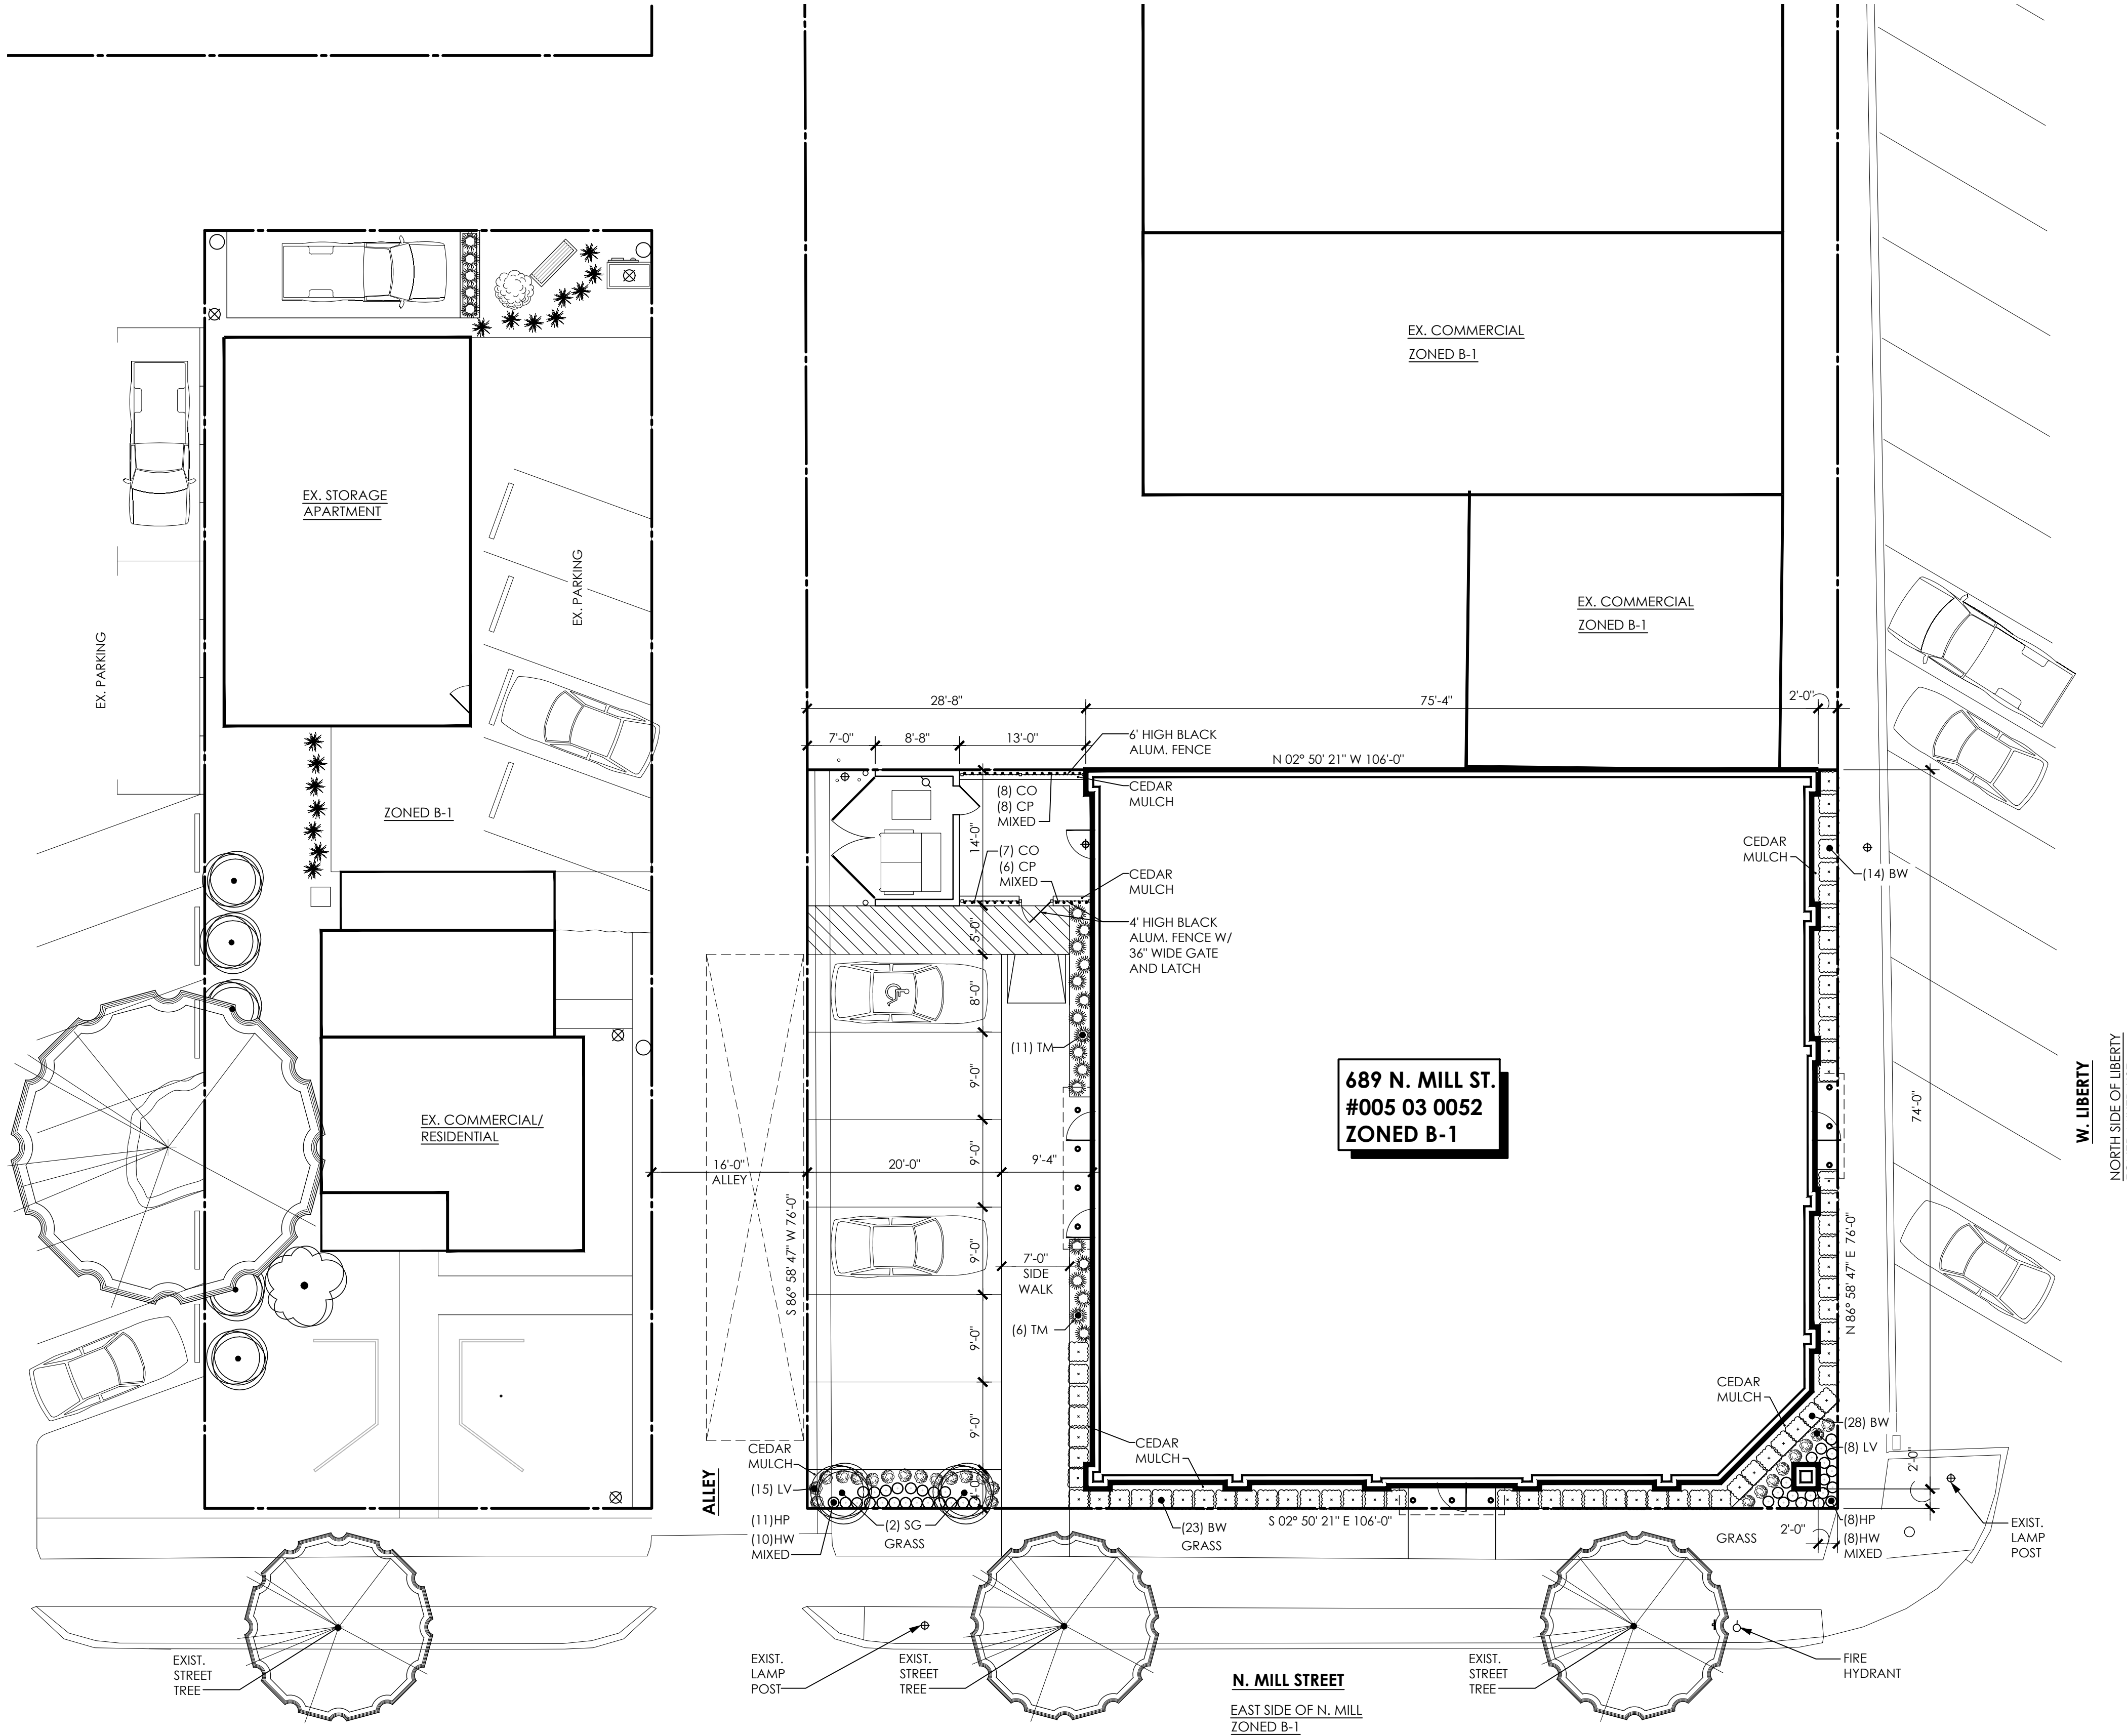 EX. COMMERCIAL
ZONED B-1
EX. STORAGE
APARTMENT
EX. PARKING
EX. PARKING
EX. COMMERCIAL
ZONED B-1
28'-8"
75'-4"
2'-0"
7'-0"
8'-8"
13'-0"
6' HIGH BLACK
ALUM. FENCE
N 02° 50' 21" W 106'-0"
CEDAR
MULCH
(8) CO
(8) CP
MIXED
14'-0"
(7) CO
(6) CP
MIXED
CEDAR
MULCH
4' HIGH BLACK
ALUM. FENCE W/
36" WIDE GATE
AND LATCH
5'-0"
CEDAR
MULCH
(14) BW
ZONED B-1
8'-0"
(11) TM
9'-0"
689 N. MILL ST.
#005 03 0052
ZONED B-1
74'-0"
W. LIBERTY
NORTH SIDE OF LIBERTY
EX. COMMERCIAL/
RESIDENTIAL
16'-0"
ALLEY
20'-0"
9'-4"
9'-0"
S 86° 58' 47" W 76'-0"
9'-0"
7'-0"
SIDE
WALK
N 86° 58' 47" E 76'-0"
(6) TM
9'-0"
9'-0"
CEDAR
MULCH
(28) BW
(8) LV
2'-0"
CEDAR
MULCH
CEDAR
MULCH
ALLEY
(15) LV
4'-0"
(11)HP
(10)HW
MIXED
(2) SG
GRASS
(23) BW
GRASS
S 02° 50' 21" E 106'-0"
GRASS
2'-0"
(8)HP
(8)HW
MIXED
EXIST.
LAMP
POST
EXIST.
STREET
TREE
EXIST.
LAMP
POST
EXIST.
STREET
TREE
EXIST.
STREET
TREE
FIRE
HYDRANT
N. MILL STREET
EAST SIDE OF N. MILL
ZONED B-1